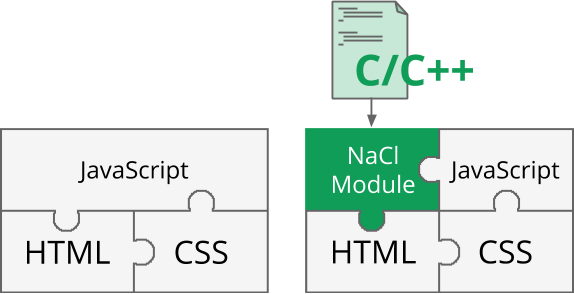 C/C++
JavaScript
HTML
CSS
NaCl
Module
JavaScript
HTML
CSS